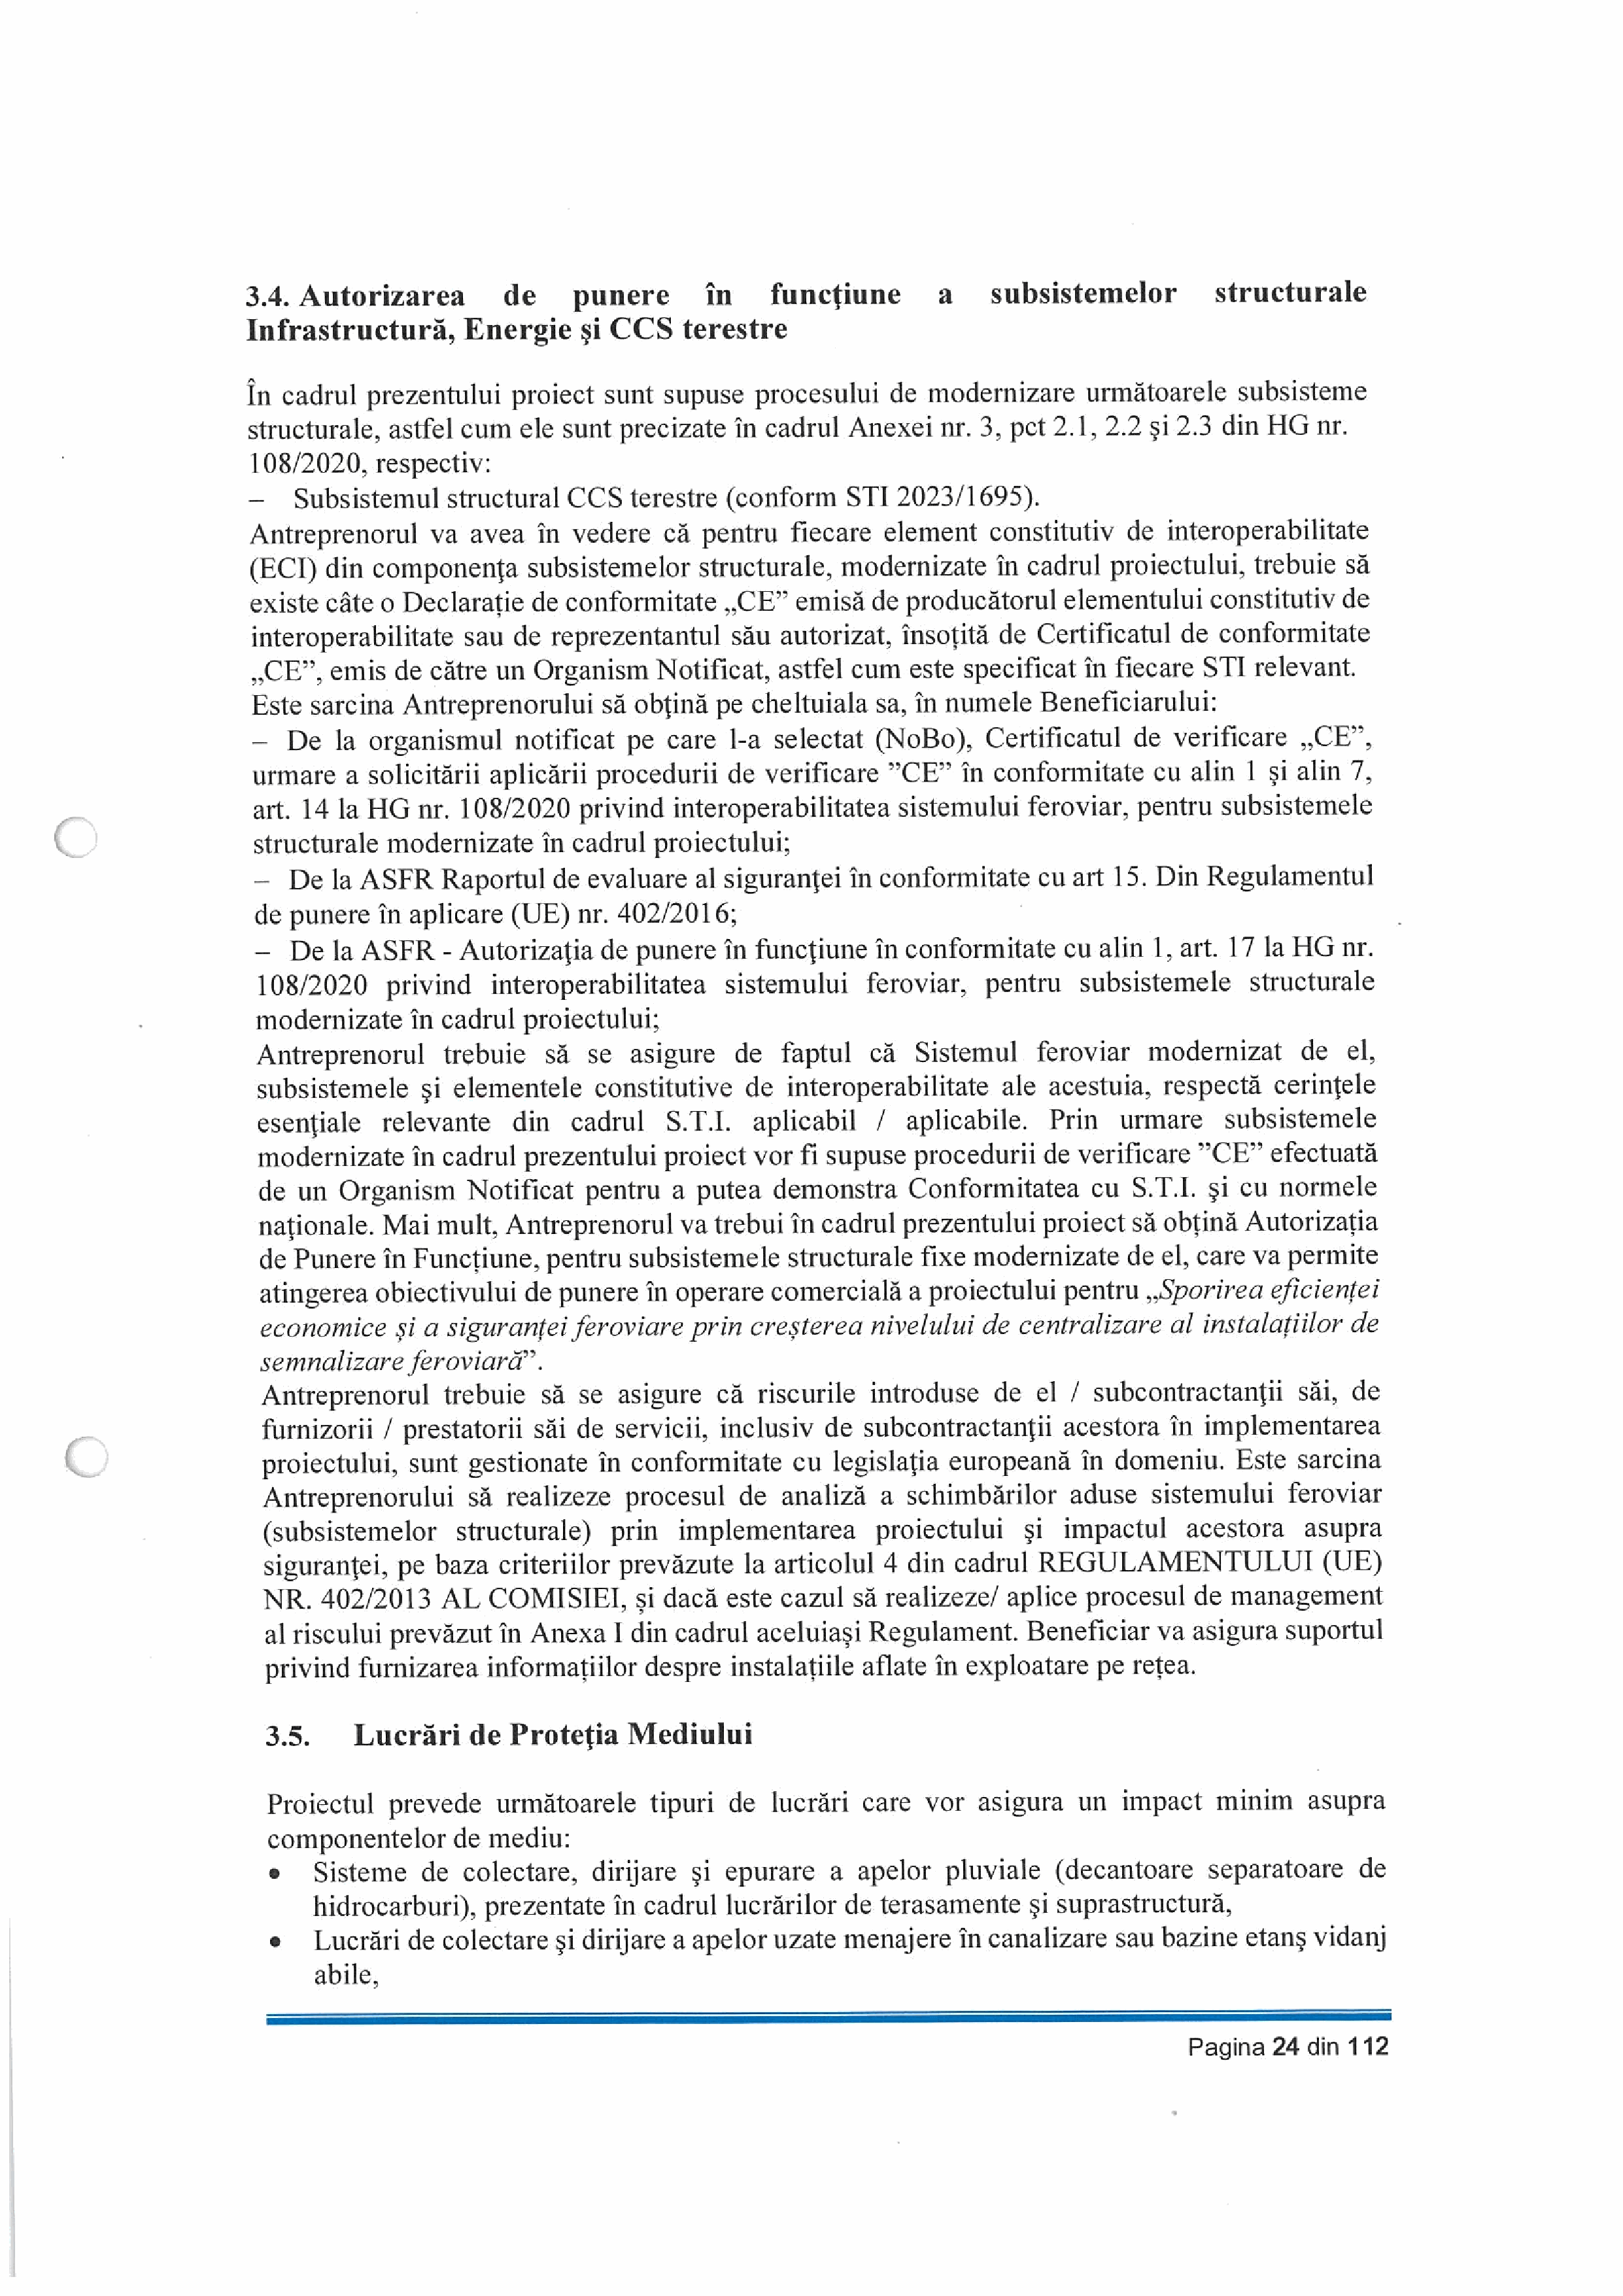 3.4. Autorizarea de punere în funcţiune a subsistemelor structurale
Infrastructură, Energie şi CCS terestre
În cadrul prezentului proiect sunt supuse procesului de modernizare următoarele subsisteme
structurale, astfel cum ele sunt precizate în cadrul Anexei nr. 3, pct 2.1, 2.2 şi 2.3 din HG nr.
108/2020, respectiv:
– Subsistemul structural CCS terestre (conform STI 2023/1695).
Antreprenorul va avea în vedere că pentru fiecare element constitutiv de interoperabilitate
(ECI) din componenţa subsistemelor structurale, modernizate în cadrul proiectului, trebuie să
existe câte o Declarație de conformitate „CE” emisă de producătorul elementului constitutiv de
interoperabilitate sau de reprezentantul său autorizat, însoțită de Certificatul de conformitate
„CE”, emis de către un Organism Notificat, astfel cum este specificat în fiecare STI relevant.
Este sarcina Antreprenorului să obţină pe cheltuiala sa, în numele Beneficiarului:
– De la organismul notificat pe care l-a selectat (NoBo), Certificatul de verificare „CE”,
urmare a solicitării aplicării procedurii de verificare ”CE” în conformitate cu alin 1 şi alin 7,
art. 14 la HG nr. 108/2020 privind interoperabilitatea sistemului feroviar, pentru subsistemele
structurale modernizate în cadrul proiectului;
– De la ASFR Raportul de evaluare al siguranţei în conformitate cu art 15. Din Regulamentul
de punere în aplicare (UE) nr. 402/2016;
– De la ASFR - Autorizaţia de punere în funcţiune în conformitate cu alin 1, art. 17 la HG nr.
108/2020 privind interoperabilitatea sistemului feroviar, pentru subsistemele structurale
modernizate în cadrul proiectului;
Antreprenorul trebuie să se asigure de faptul că Sistemul feroviar modernizat de el,
subsistemele şi elementele constitutive de interoperabilitate ale acestuia, respectă cerinţele
esenţiale relevante din cadrul S.T.I. aplicabil / aplicabile. Prin urmare subsistemele
modernizate în cadrul prezentului proiect vor fi supuse procedurii de verificare ”CE” efectuată
de un Organism Notificat pentru a putea demonstra Conformitatea cu S.T.I. şi cu normele
naționale. Mai mult, Antreprenorul va trebui în cadrul prezentului proiect să obțină Autorizația
de Punere în Funcțiune, pentru subsistemele structurale fixe modernizate de el, care va permite
atingerea obiectivului de punere în operare comercială a proiectului pentru „Sporirea eficienței
economice și a siguranței feroviare prin creșterea nivelului de centralizare al instalațiilor de
semnalizare feroviară”.
Antreprenorul trebuie să se asigure că riscurile introduse de el / subcontractanţii săi, de
furnizorii / prestatorii săi de servicii, inclusiv de subcontractanţii acestora în implementarea
proiectului, sunt gestionate în conformitate cu legislaţia europeană în domeniu. Este sarcina
Antreprenorului să realizeze procesul de analiză a schimbărilor aduse sistemului feroviar
(subsistemelor structurale) prin implementarea proiectului şi impactul acestora asupra
siguranţei, pe baza criteriilor prevăzute la articolul 4 din cadrul REGULAMENTULUI (UE)
NR. 402/2013 AL COMISIEI, și dacă este cazul să realizeze/ aplice procesul de management
al riscului prevăzut în Anexa I din cadrul aceluiași Regulament. Beneficiar va asigura suportul
privind furnizarea informațiilor despre instalațiile aflate în exploatare pe rețea.
3.5. Lucrări de Proteţia Mediului
Proiectul prevede următoarele tipuri de lucrări care vor asigura un impact minim asupra
componentelor de mediu:
• Sisteme de colectare, dirijare şi epurare a apelor pluviale (decantoare separatoare de
hidrocarburi), prezentate în cadrul lucrărilor de terasamente şi suprastructură,
• Lucrări de colectare şi dirijare a apelor uzate menajere în canalizare sau bazine etanş vidanj
abile,
Pagina 24 din 112